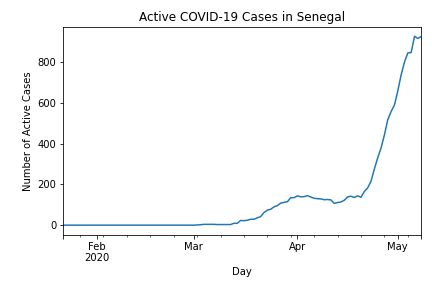 Active COVID-19 Cases in Senegal
Number of Active Cases
800
600
400
200
0
Feb
2020
Mar
Apr
May
Day